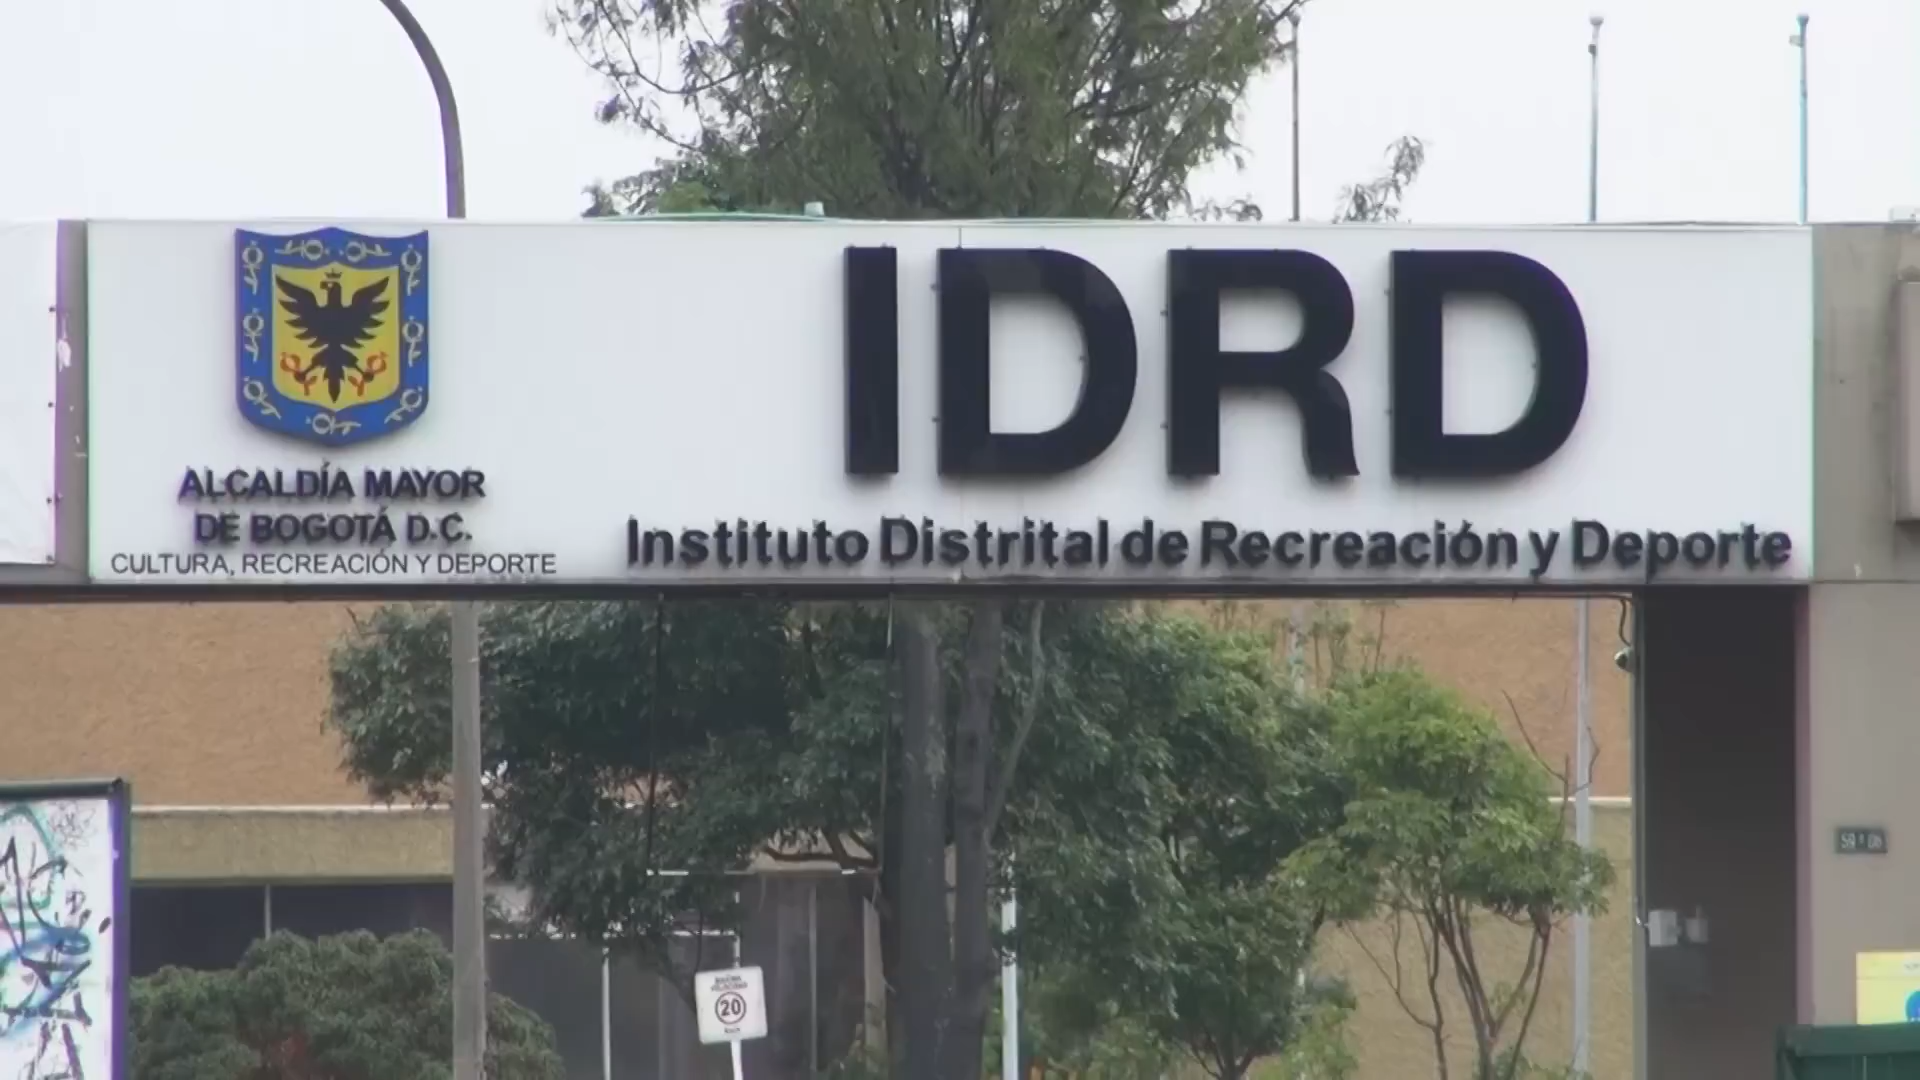 ALCALDÍA MAYOR
DE BOGOTÁ D.C.
CULTURA, RECREACIÓN Y DEPORTE
IDRD
Instituto Distrital de Recreación y Deporte
20